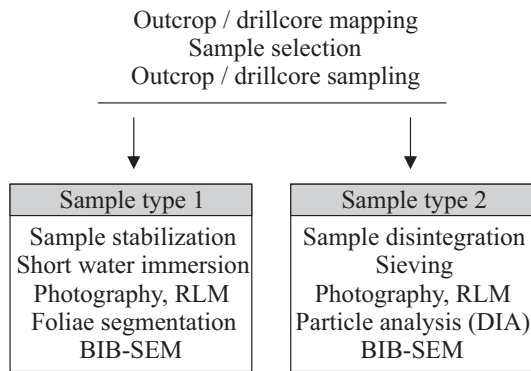 Outcrop / drillcore mapping
Sample selection
Outcrop / drillcore sampling
Sample type 1
Sample stabilization
Short water immersion
Photography, RLM
Foliae segmentation
BIB-SEM
Sample type 2
Sample disintegration
Sieving
Photography, RLM
Particle analysis (DIA)
BIB-SEM